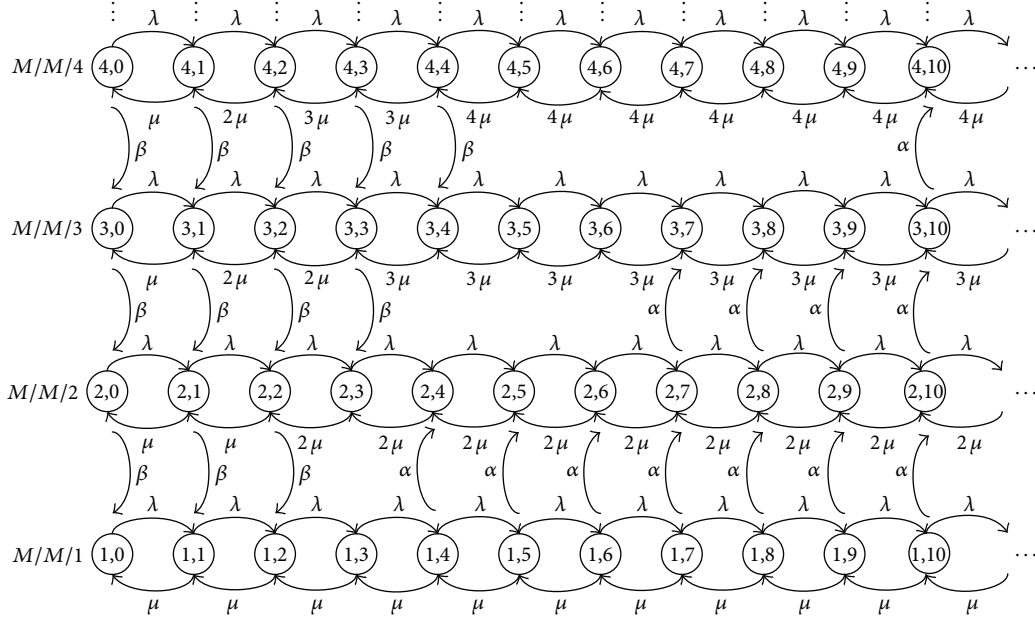 ⋮ λ ⋮ λ ⋮ λ ⋮ λ ⋮ λ ⋮ λ ⋮ λ ⋮ λ ⋮ λ ⋮ λ ⋮ λ
M/M/4 4,0 4,1 4,2 4,3 4,4 4,5 4,6 4,7 4,8 4,9 4,10 ⋯
μ 2μ 3μ 3μ 4μ 4μ 4μ 4μ 4μ 4μ 4μ
β β β β β α
λ λ λ λ λ λ λ λ λ λ λ
M/M/3 3,0 3,1 3,2 3,3 3,4 3,5 3,6 3,7 3,8 3,9 3,10 ⋯
μ 2μ 2μ 3μ 3μ 3μ 3μ 3μ 3μ 3μ 3μ
β β β β α α α α
λ λ λ λ λ λ λ λ λ λ λ
M/M/2 2,0 2,1 2,2 2,3 2,4 2,5 2,6 2,7 2,8 2,9 2,10 ⋯
μ μ 2μ 2μ 2μ 2μ 2μ 2μ 2μ 2μ 2μ
β β β α α α α α α α
λ λ λ λ λ λ λ λ λ λ λ
M/M/1 1,0 1,1 1,2 1,3 1,4 1,5 1,6 1,7 1,8 1,9 1,10 ⋯
μ μ μ μ μ μ μ μ μ μ μ